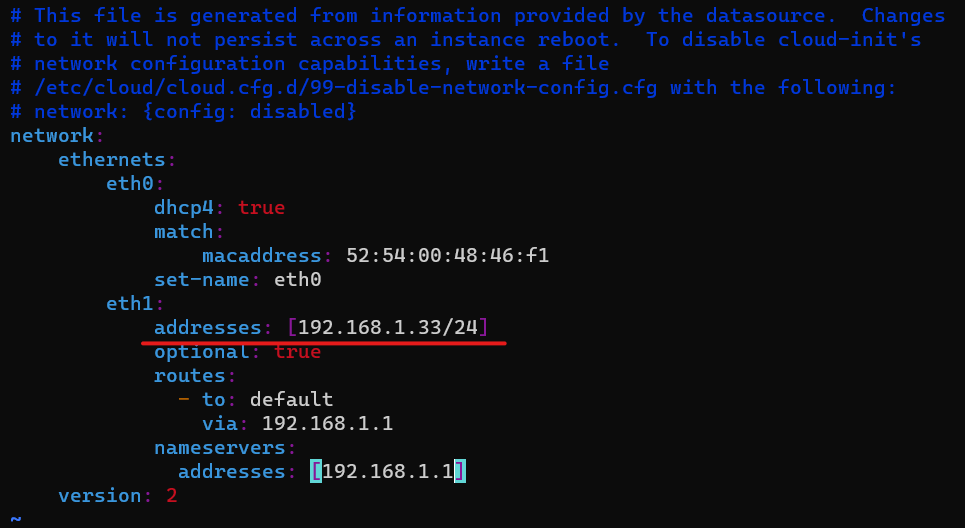 # This file is generated from information provided by the datasource.  Changes
# to it will not persist across an instance reboot.  To disable cloud-init's
# network configuration capabilities, write a file
# /etc/cloud/cloud.cfg.d/99-disable-network-config.cfg with the following:
# network: {config: disabled}
network:
    ethernets:
        eth0:
            dhcp4: true
            match:
                macaddress: 52:54:00:48:46:f1
            set-name: eth0
        eth1:
            addresses: [192.168.1.33/24]
            optional: true
            routes:
              - to: default
                via: 192.168.1.1
            nameservers:
              addresses: [192.168.1.1]
    version: 2
~